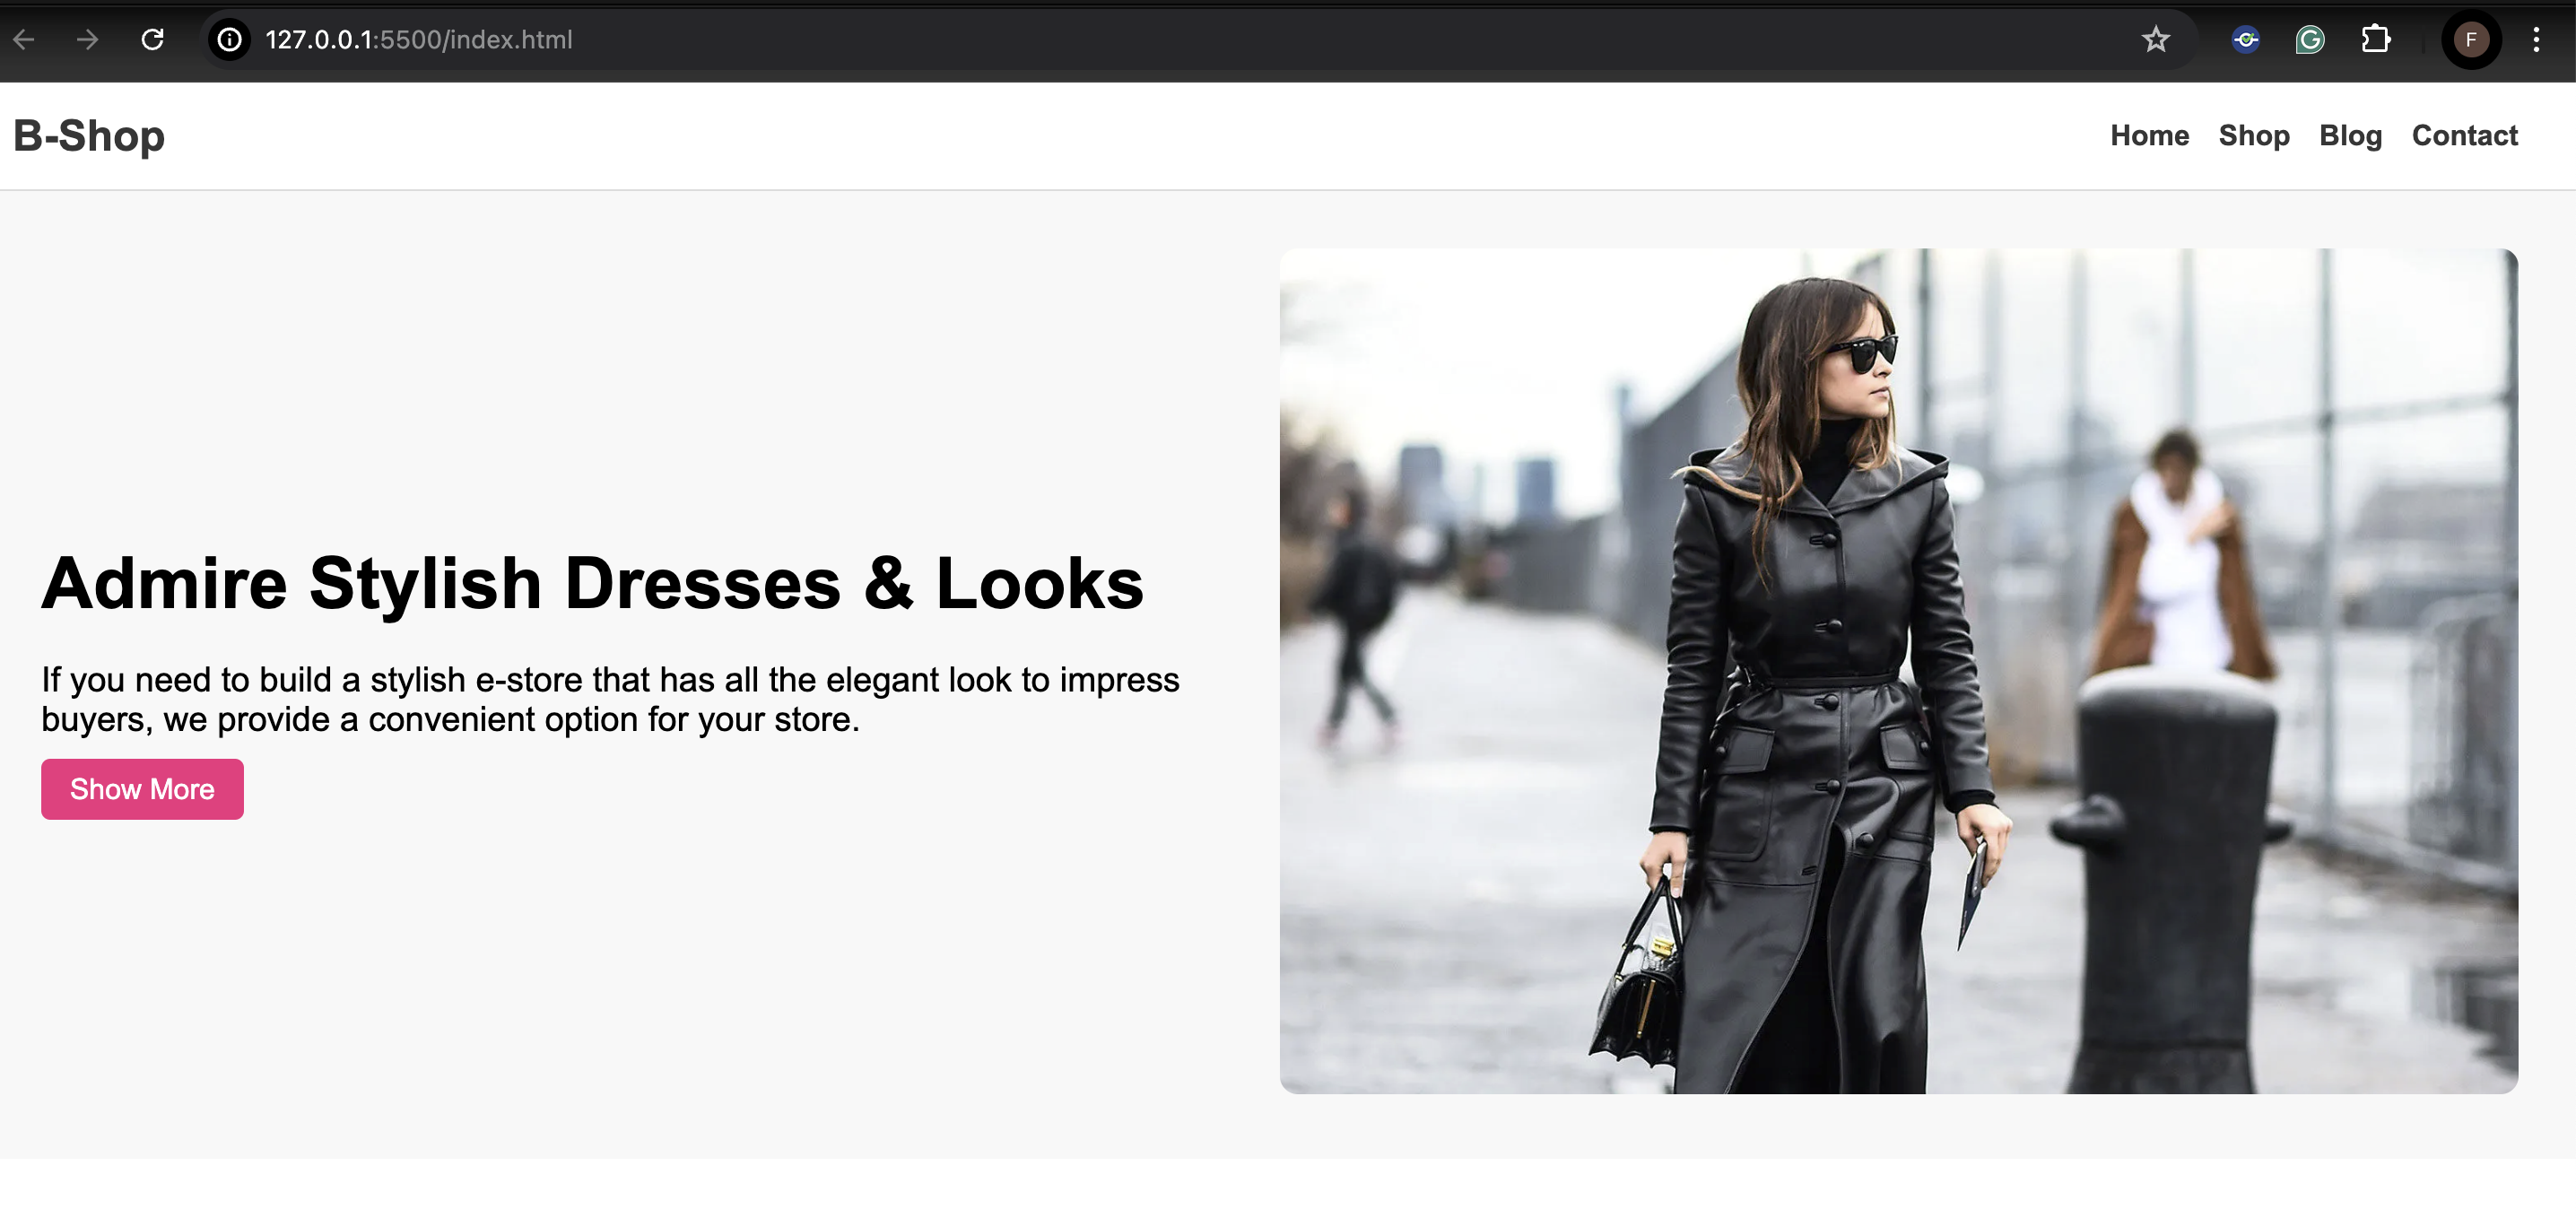 127.0.0.1:5500/index.html
F
B-Shop
Home Shop Blog Contact
Admire Stylish Dresses & Looks
If you need to build a stylish e-store that has all the elegant look to impress
buyers, we provide a convenient option for your store.
Show More